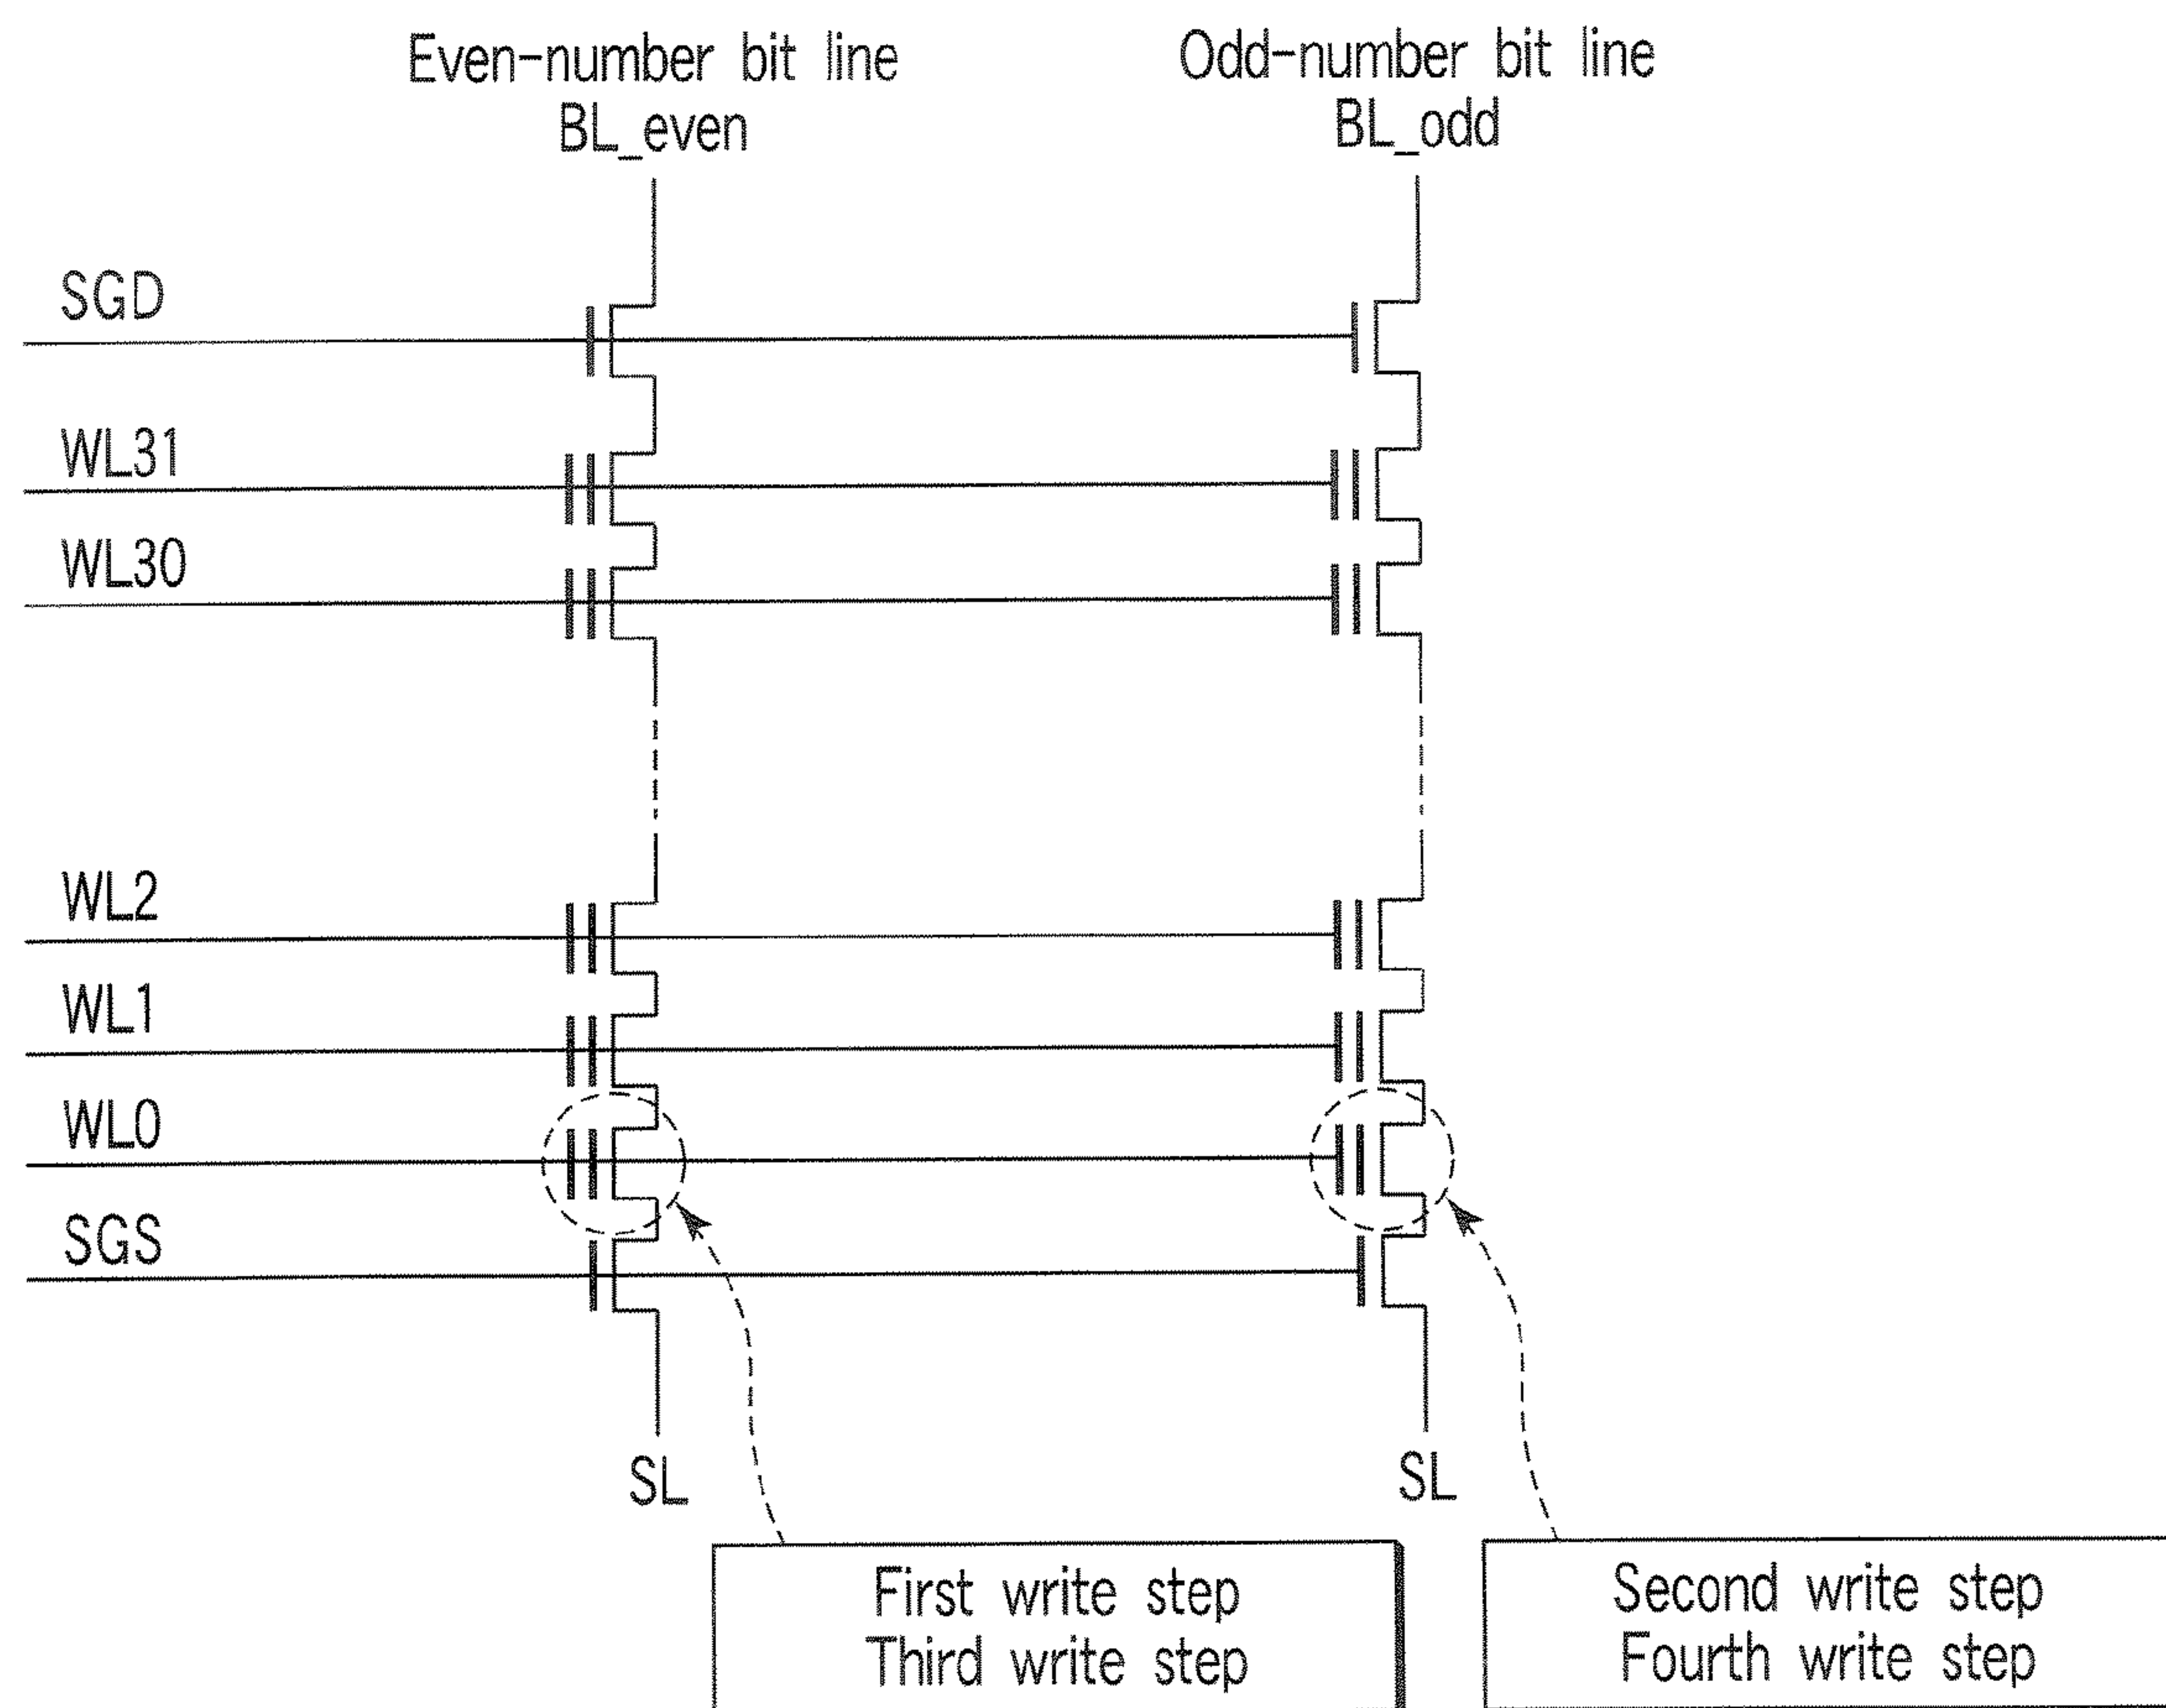 Even-number bit line
BL_even
Odd-number bit line
BL_odd
SGD
WL31
WL30
WL2
WL1
WL0
SGS
SL
SL
First write step
Third write step
Second write step
Fourth write step